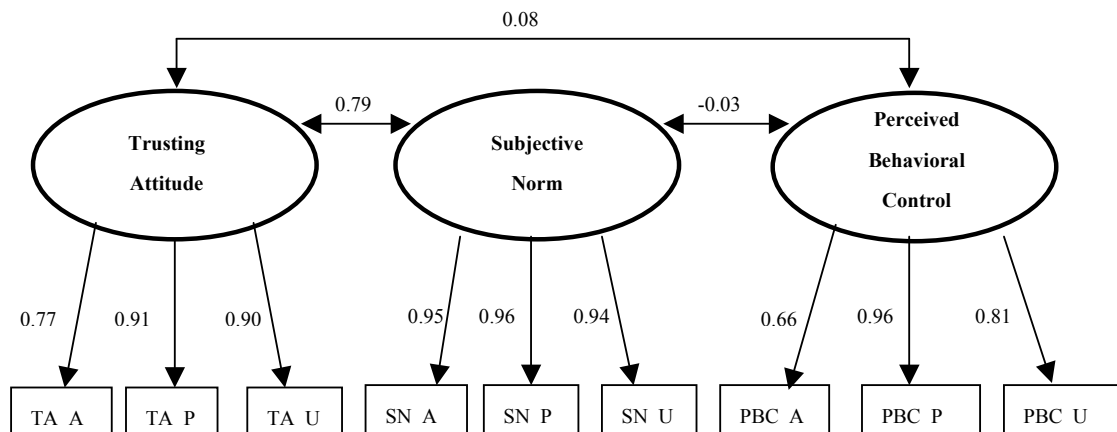 0.08
0.79
-0.03
Trusting
Attitude
Subjective
Norm
Perceived
Behavioral
Control
0.77
0.91
0.90
0.95
0.96
0.94
0.66
0.96
0.81
TA A
TA P
TA U
SN A
SN P
SN U
PBC A
PBC P
PBC U